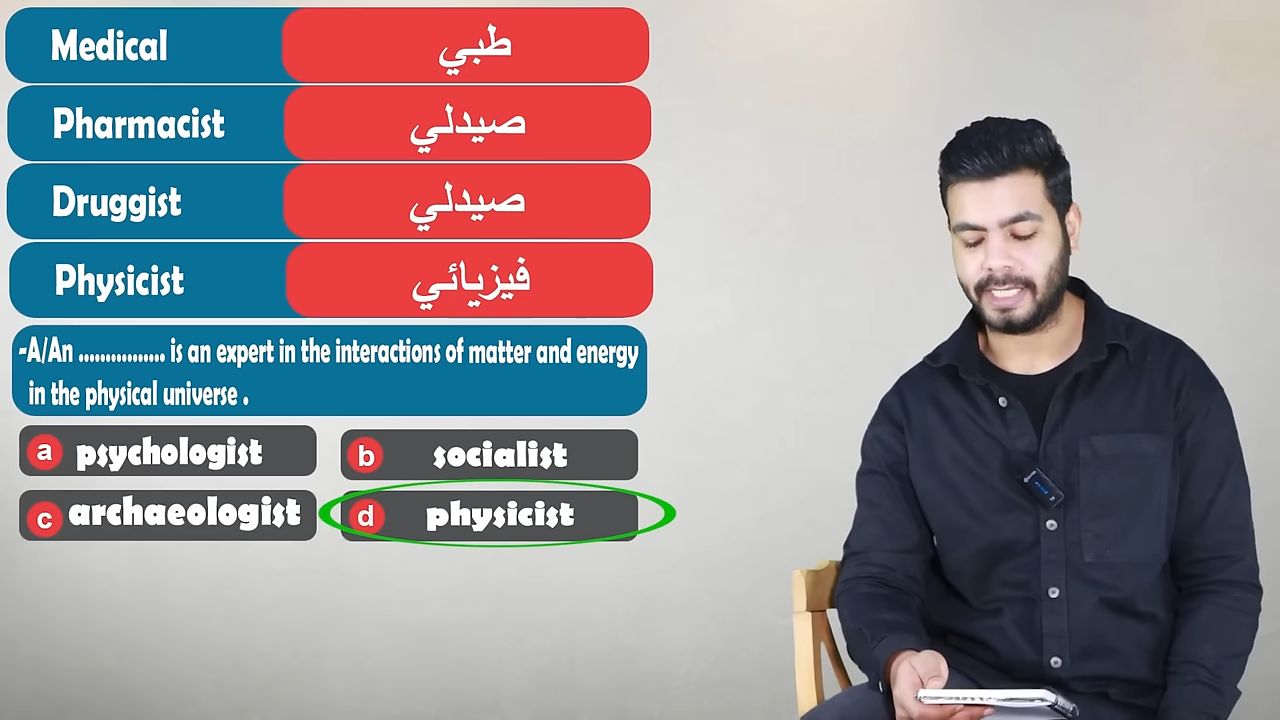 Medical طبي
Pharmacist صيدلي
Druggist صيدلي
Physicist فيزيائي
-A/An ................ is an expert in the interactions of matter and energy
in the physical universe .
a psychologist b socialist
c archaeologist d physicist